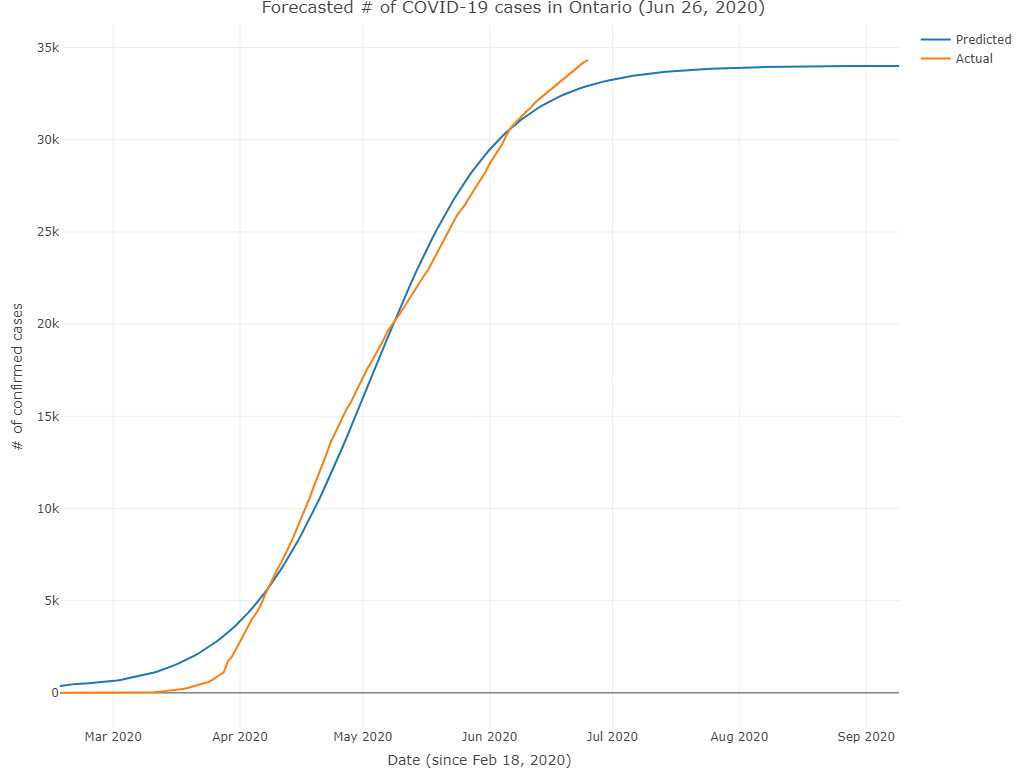 Forecasted # of COVID-19 cases in Ontario (Jun 26, 2020)
Predicted
Actual
35k
30k
25k
20k
15k
10k
5k
0
# of confirmed cases
Mar 2020 Apr 2020 May 2020 Jun 2020 Jul 2020 Aug 2020 Sep 2020
Date (since Feb 18, 2020)